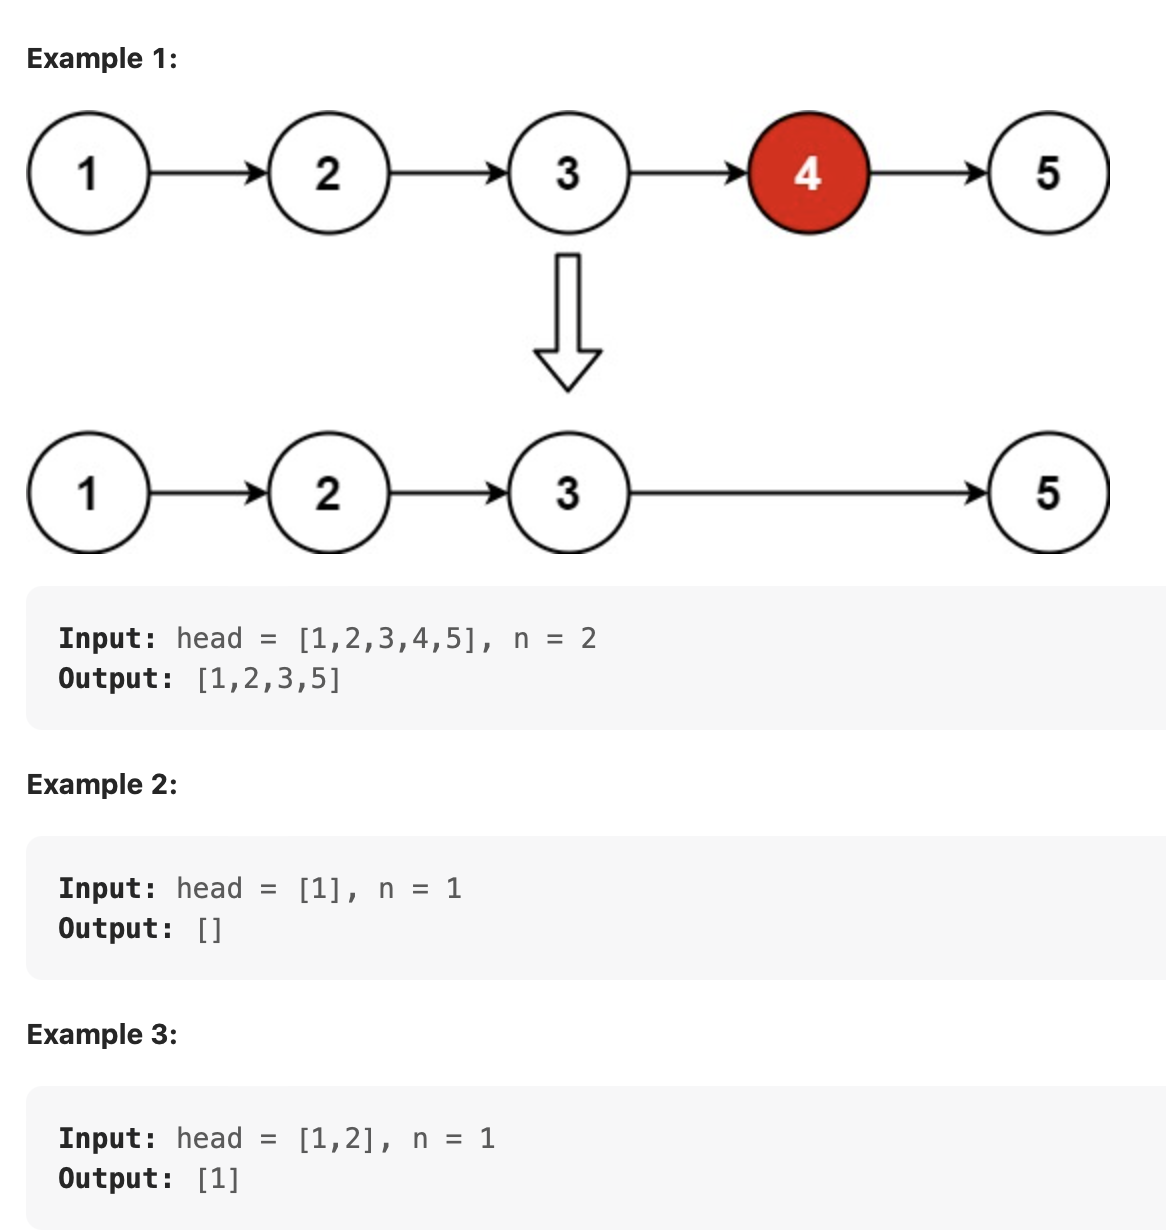 Example 1:
1 2 3 4 5
1 2 3 5
Input: head = [1,2,3,4,5], n = 2
Output: [1,2,3,5]
Example 2:
Input: head = [1], n = 1
Output: []
Example 3:
Input: head = [1,2], n = 1
Output: [1]